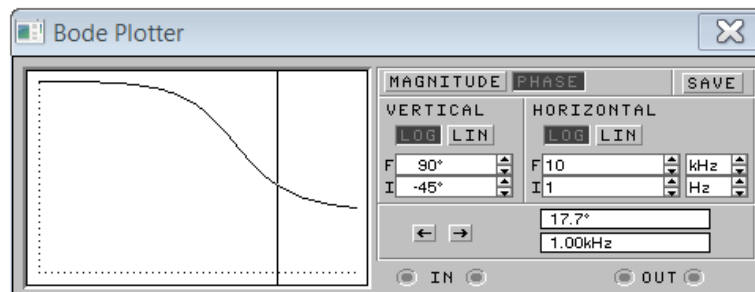 Bode Plotter
MAGNITUDE PHASE SAVE
VERTICAL HORIZONTAL
LOG LIN LOG LIN
F 90° F 10 kHz
I -45° I 1 Hz
← →
17.7°
1.00kHz
IN OUT